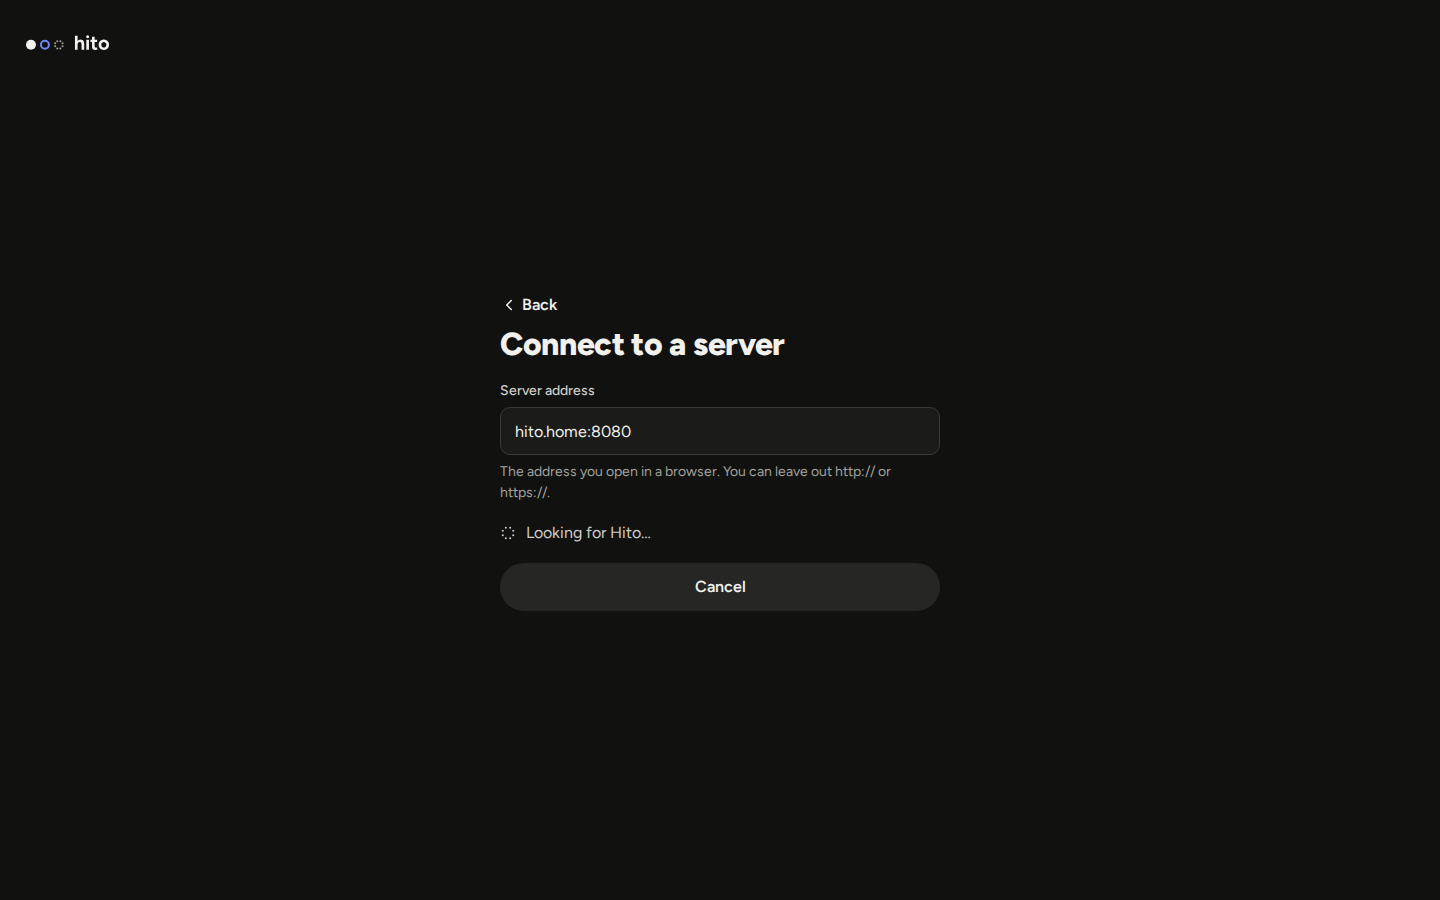 hito
Back
Connect to a server
Server address
hito.home:8080
The address you open in a browser. You can leave out http:// or
https://.
Looking for Hito...
Cancel